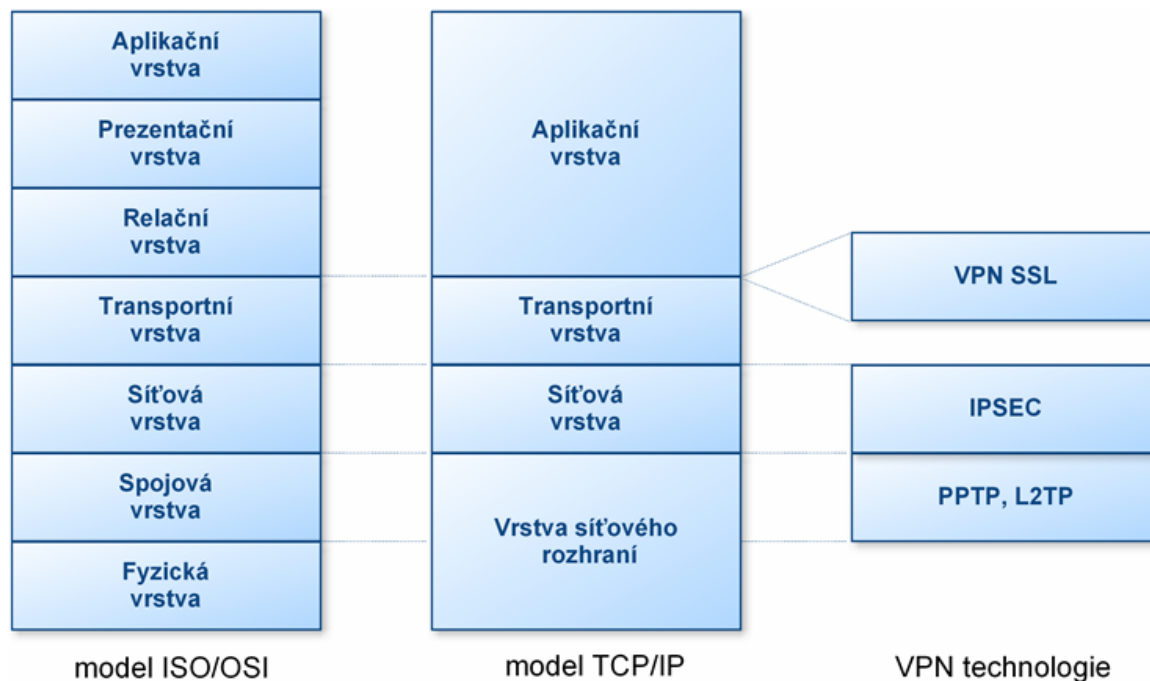 Aplikační
vrstva
Prezentační
vrstva
Relační
vrstva
Transportní
vrstva
Síťová
vrstva
Spojová
vrstva
Fyzická
vrstva
model ISO/OSI
Aplikační
vrstva
Transportní
vrstva
Síťová
vrstva
Vrstva síťového
rozhraní
model TCP/IP
VPN SSL
IPSEC
PPTP, L2TP
VPN technologie